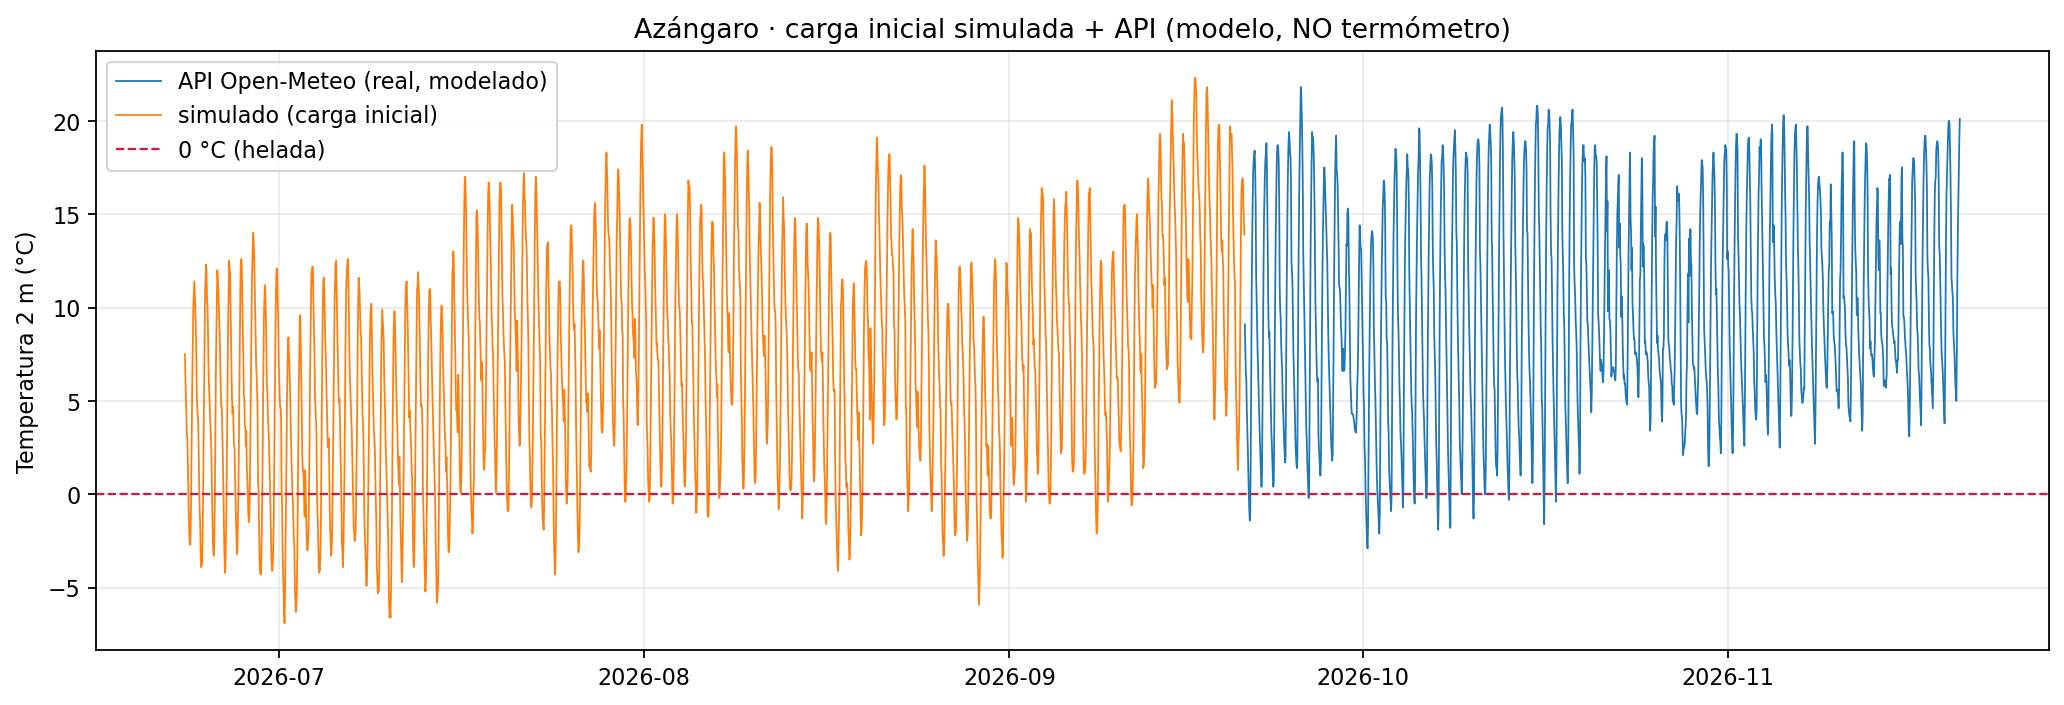 Azángaro · carga inicial simulada + API (modelo, NO termómetro)
API Open-Meteo (real, modelado)
simulado (carga inicial)
0 °C (helada)
Temperatura 2 m (°C)
20
15
10
5
0
−5
2026-07
2026-08
2026-09
2026-10
2026-11